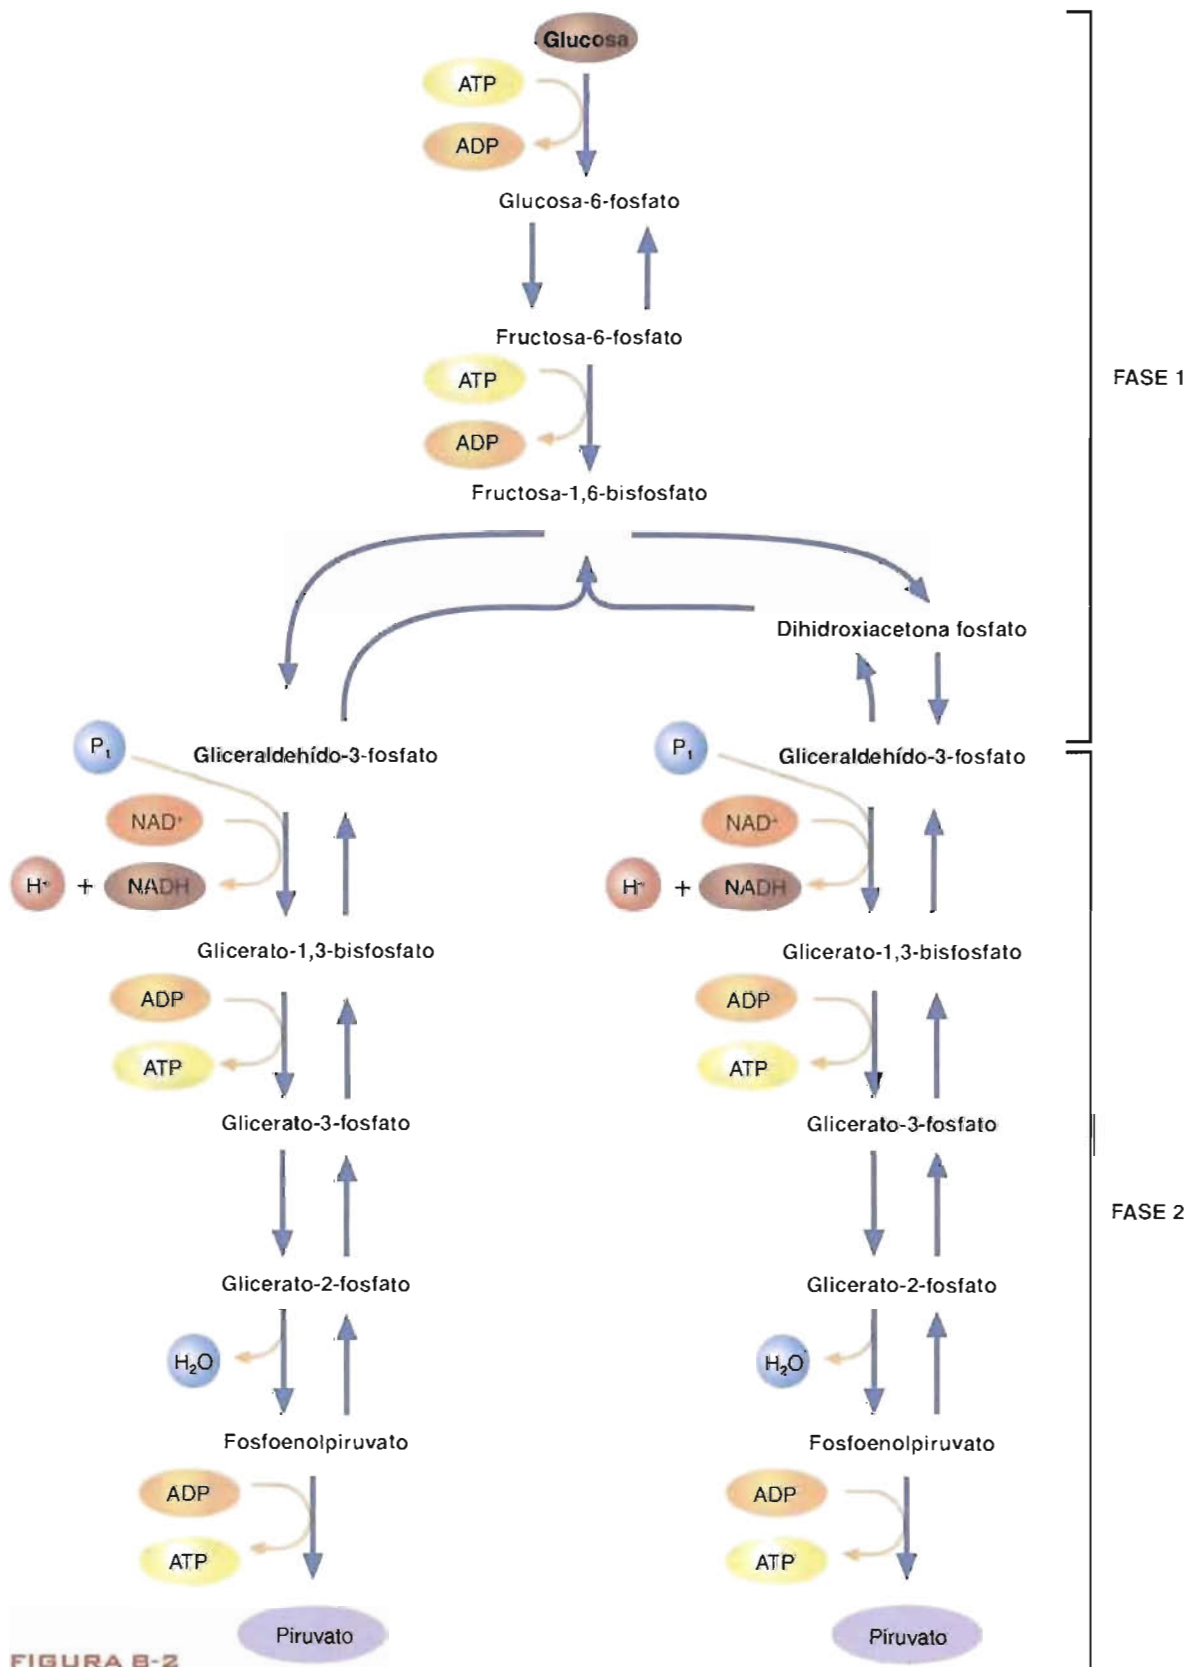 Glucosa
ATP
ADP
Glucosa-6-fosfato
Fructosa-6-fosfato
ATP
ADP
Fructosa-1,6-bisfosfato
FASE 1
Dihidroxiacetona fosfato
P₁ Gliceraldehído-3-fosfato
NAD⁺
H⁺ + NADH
Glicerato-1,3-bisfosfato
ADP
ATP
Glicerato-3-fosfato
Glicerato-2-fosfato
H₂O
Fosfoenolpiruvato
ADP
ATP
Piruvato
P₁ Gliceraldehído-3-fosfato
NAD⁺
H⁺ + NADH
Glicerato-1,3-bisfosfato
ADP
ATP
Glicerato-3-fosfato
Glicerato-2-fosfato
H₂O
Fosfoenolpiruvato
ADP
ATP
Piruvato
FASE 2
FIGURA 8-2